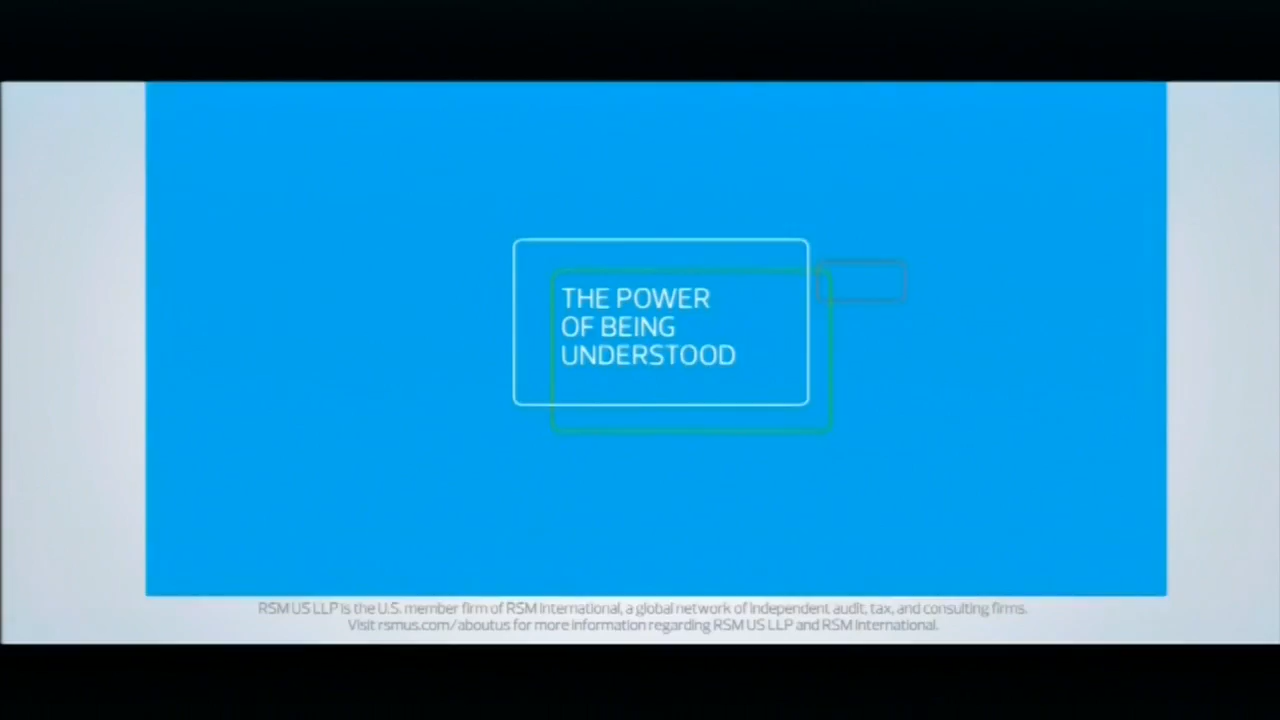 THE POWER
OF BEING
UNDERSTOOD
RSM US LLP is the U.S. member firm of RSM International, a global network of independent audit, tax, and consulting firms.
Visit rsmus.com/aboutus for more information regarding RSM US LLP and RSM International.